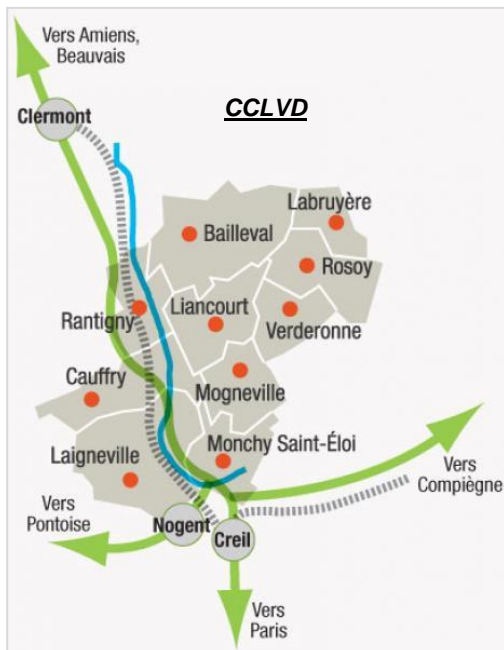 Vers Amiens,
Beauvais
CCLVD
Clermont
Labruyère
Bailleval
Rosoy
Liancourt
Rantigny
Verderonne
Cauffry
Mogneville
Monchy Saint-Éloi
Laigneville
Vers
Compiègne
Vers
Pontoise
Nogent
Creil
Vers
Paris